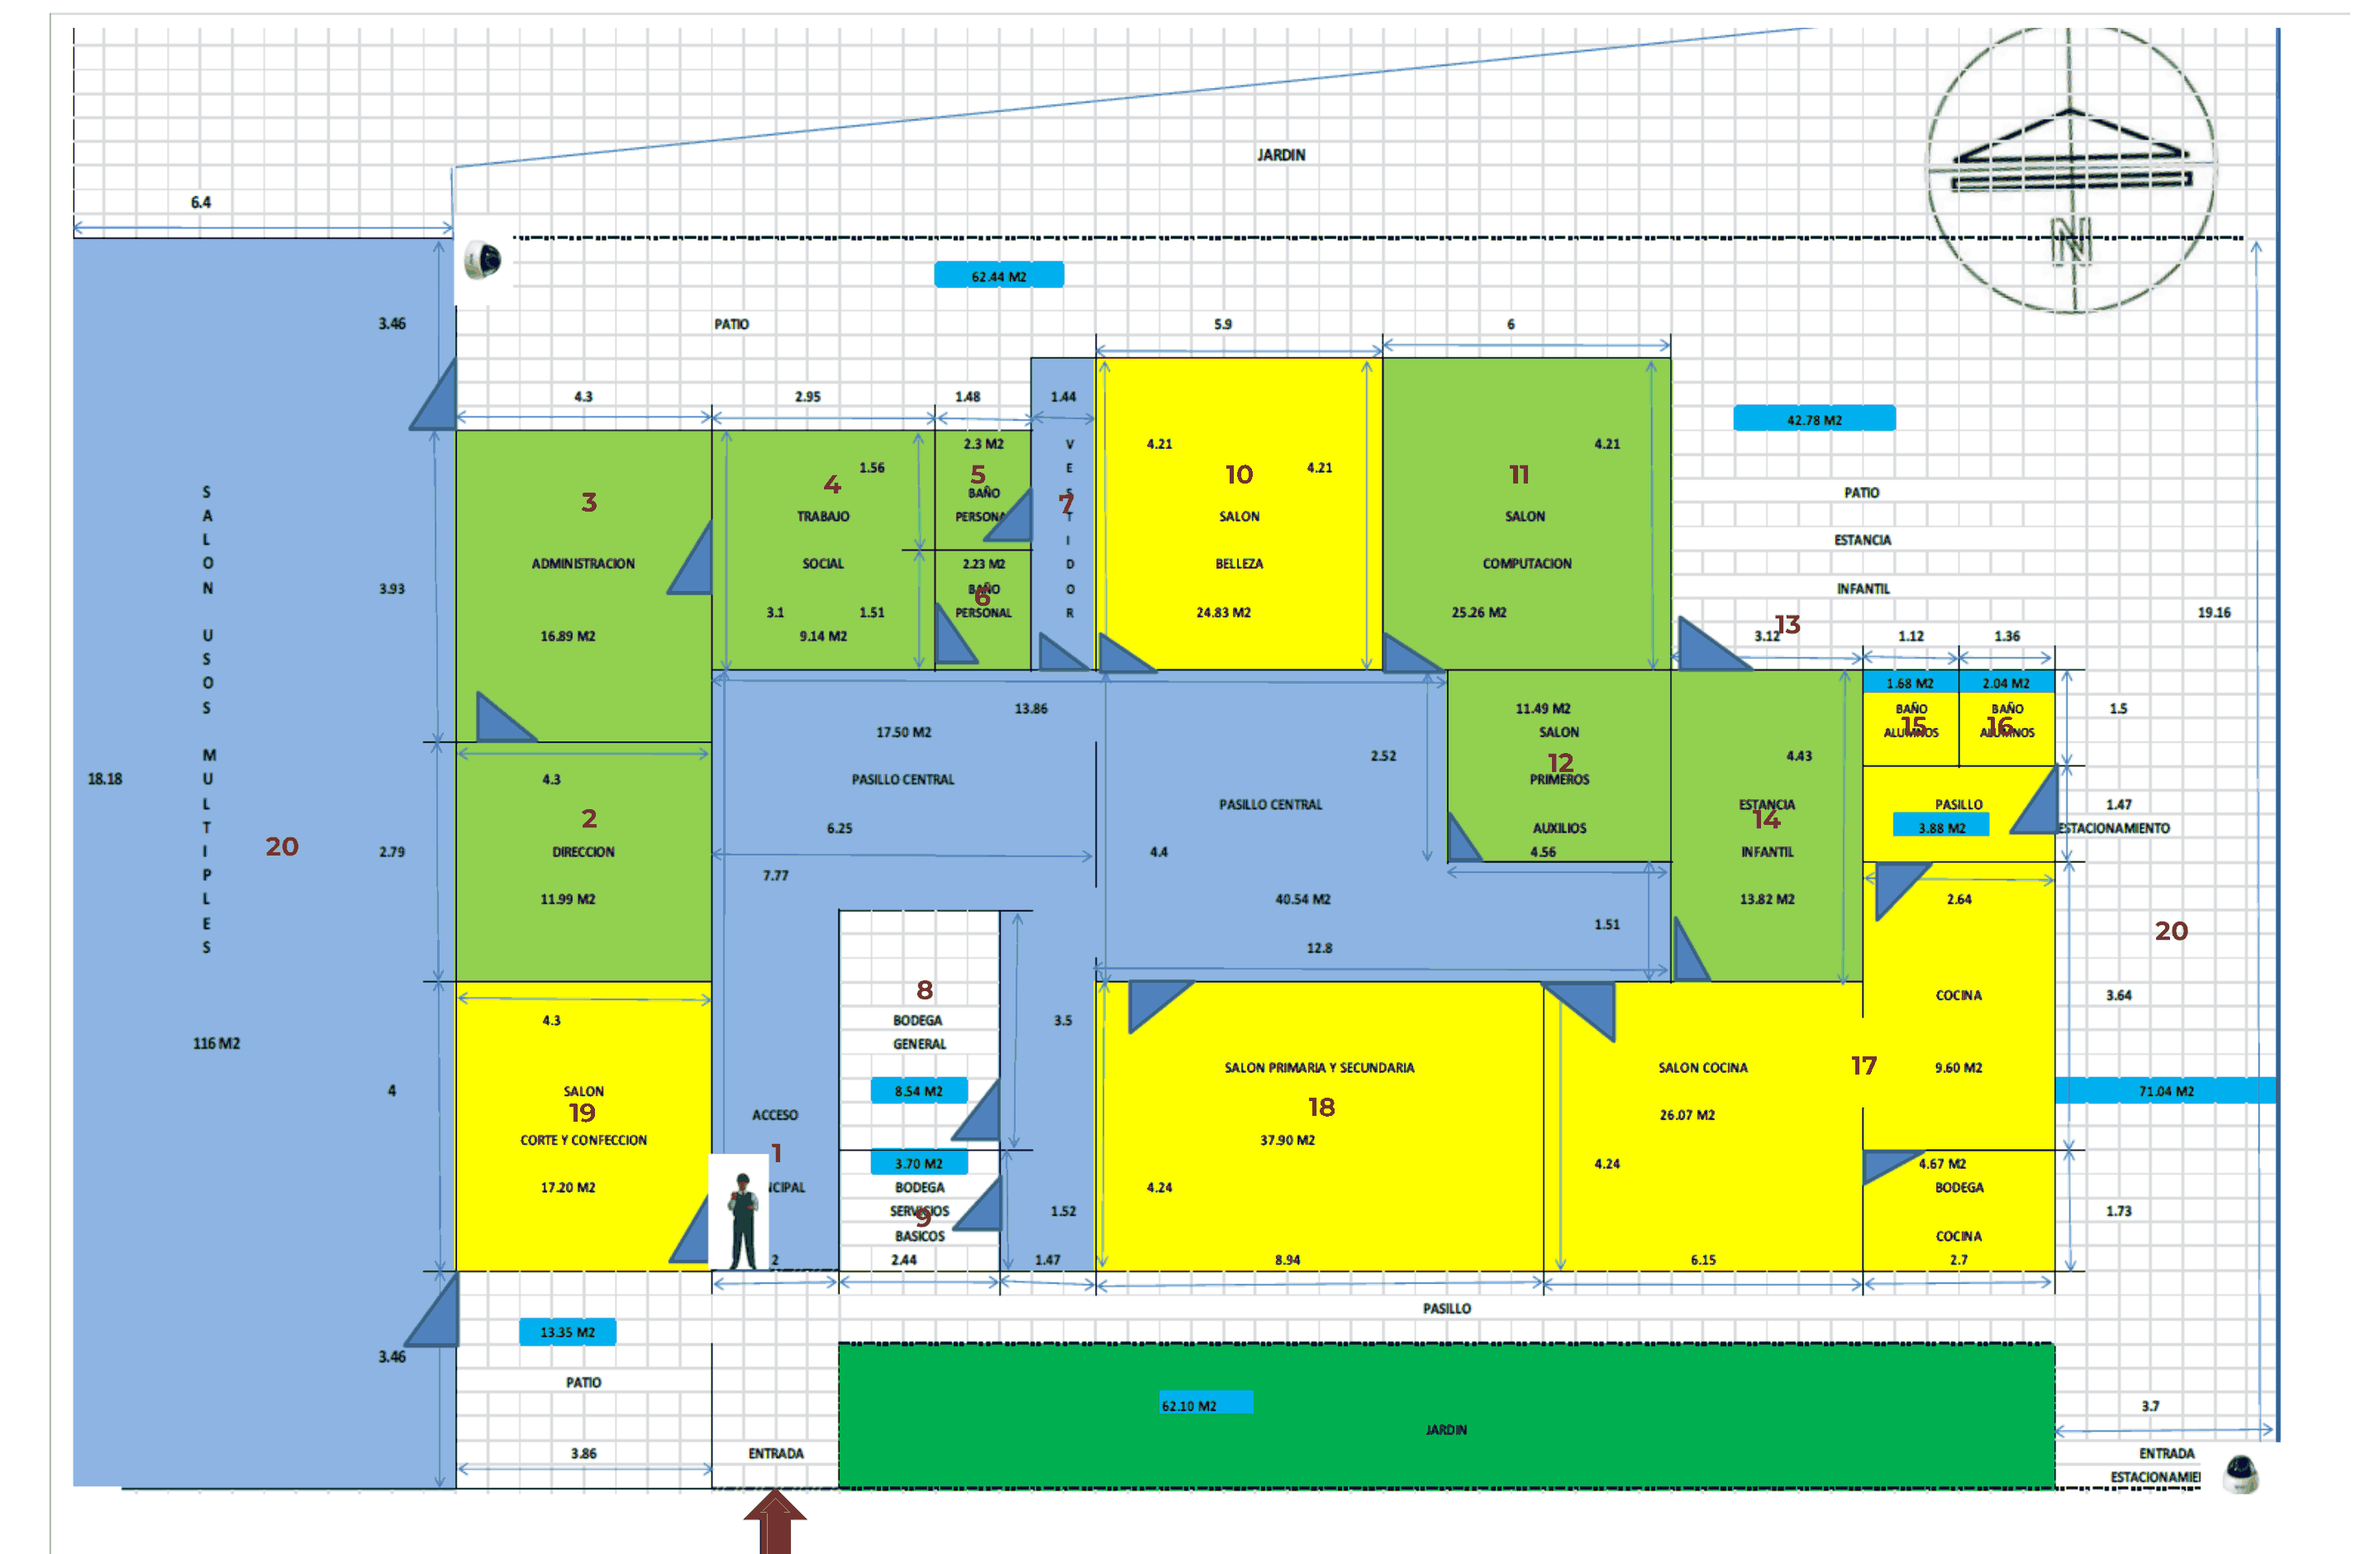 JARDIN
6.4
N
62.44 M2
3.46
PATIO
5.9
6
4.3
2.95
1.48
1.44
42.78 M2
3
ADMINISTRACION
16.89 M2
1.56
4
TRABAJO
SOCIAL
3.1
1.51
9.14 M2
2.3 M2
5
BAÑO
2.23 M2
6
BAÑO
PERSONAL
VESTIDOR
7
4.21
4.21
10
SALON
BELLEZA
24.83 M2
4.21
11
SALON
COMPUTACION
25.26 M2
PATIO
ESTANCIA
INFANTIL
13
3.12
1.12
1.36
19.16
SALON USOS MULTIPLES
3.93
18.18
20
2.79
116 M2
4
3.46
4.3
2
DIRECCION
11.99 M2
13.86
17.50 M2
PASILLO CENTRAL
6.25
7.77
2.52
PASILLO CENTRAL
4.4
40.54 M2
12.8
1.51
11.49 M2
SALON
12
PRIMEROS
AUXILIOS
4.56
4.43
ESTANCIA
14
INFANTIL
13.82 M2
1.68 M2
BAÑO
15
ALUMNOS
2.04 M2
BAÑO
16
ALUMNOS
1.5
PASILLO
3.88 M2
1.47
ESTACIONAMIENTO
2.64
20
COCINA
3.64
9.60 M2
71.04 M2
4.3
SALON
19
CORTE Y CONFECCION
17.20 M2
ACCESO
1
NCIPAL
2
8
BODEGA
GENERAL
8.54 M2
3.5
3.70 M2
BODEGA
SERVICIOS
9
BASICOS
2.44
1.52
1.47
SALON PRIMARIA Y SECUNDARIA
18
37.90 M2
4.24
8.94
SALON COCINA
17
26.07 M2
4.24
6.15
4.67 M2
BODEGA
COCINA
2.7
1.73
PASILLO
13.35 M2
PATIO
3.86
ENTRADA
62.10 M2
JARDIN
3.7
ENTRADA
ESTACIONAMIE